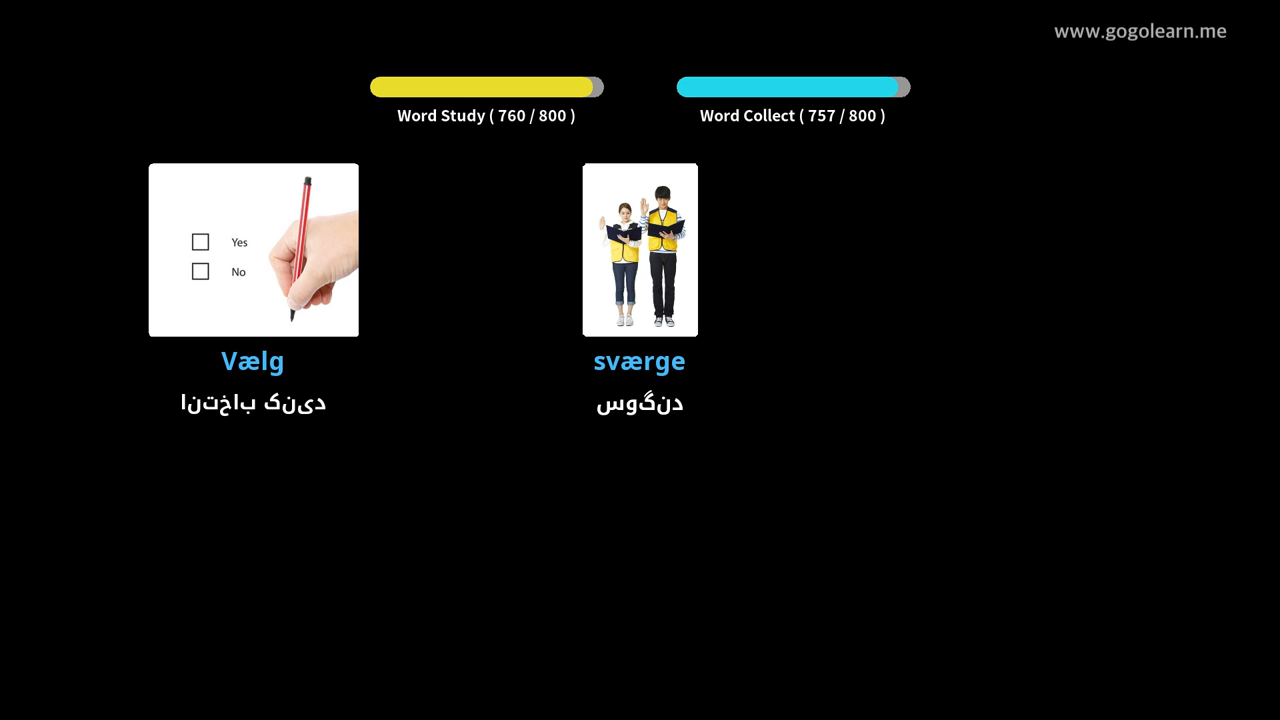 www.gogolearn.me
Word Study ( 760 / 800 )
Word Collect ( 757 / 800 )
Yes
No
Vælg
انتخاب کنید
sværge
سوگند